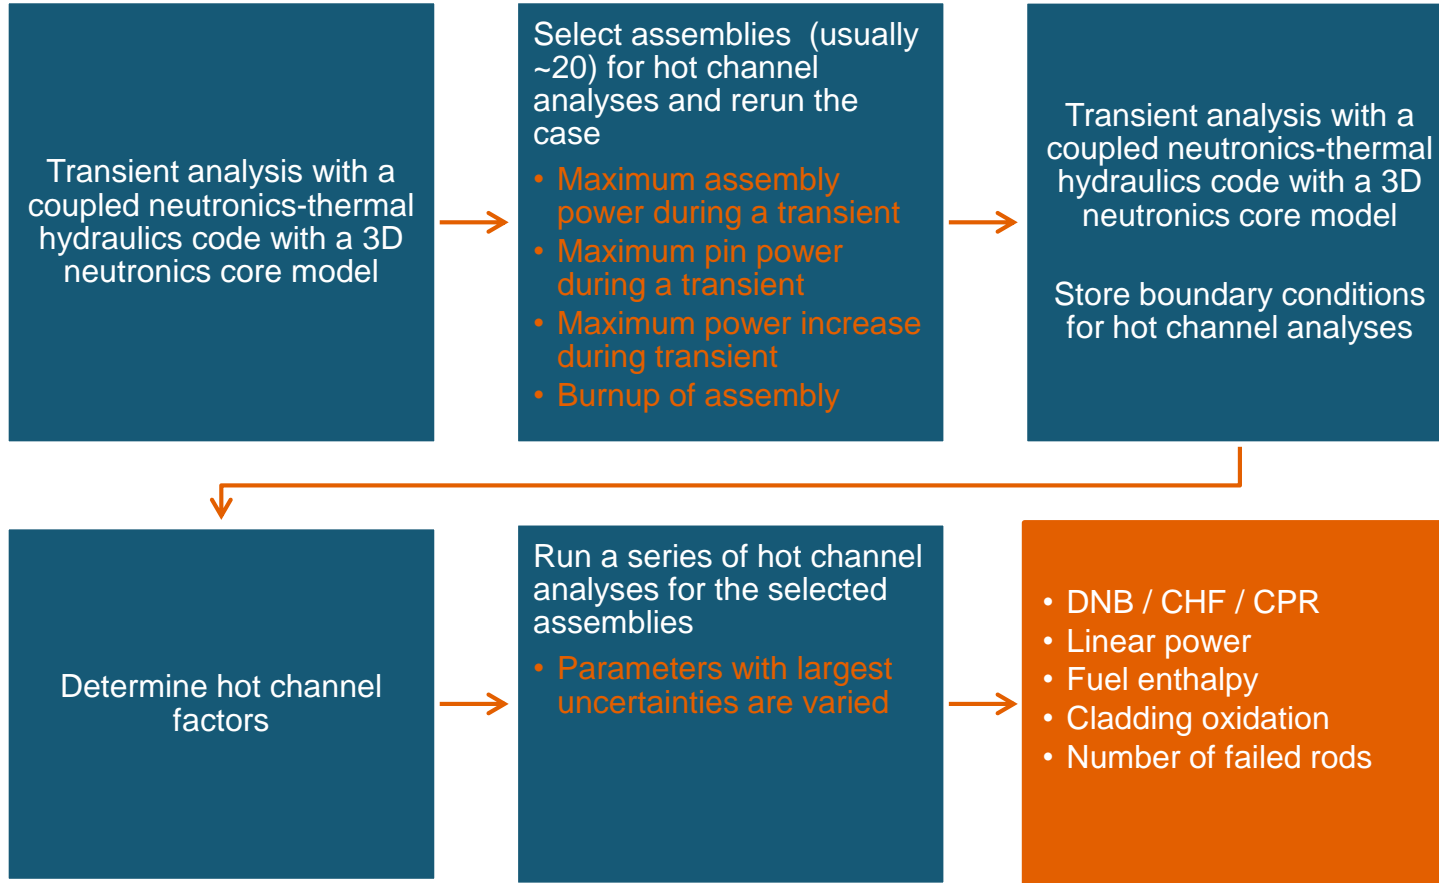 Transient analysis with a
coupled neutronics-thermal
hydraulics code with a 3D
neutronics core model
Select assemblies (usually
~20) for hot channel
analyses and rerun the
case
• Maximum assembly
power during a transient
• Maximum pin power
during a transient
• Maximum power increase
during transient
• Burnup of assembly
Transient analysis with a
coupled neutronics-thermal
hydraulics code with a 3D
neutronics core model
Store boundary conditions
for hot channel analyses
Determine hot channel
factors
Run a series of hot channel
analyses for the selected
assemblies
• Parameters with largest
uncertainties are varied
• DNB / CHF / CPR
• Linear power
• Fuel enthalpy
• Cladding oxidation
• Number of failed rods